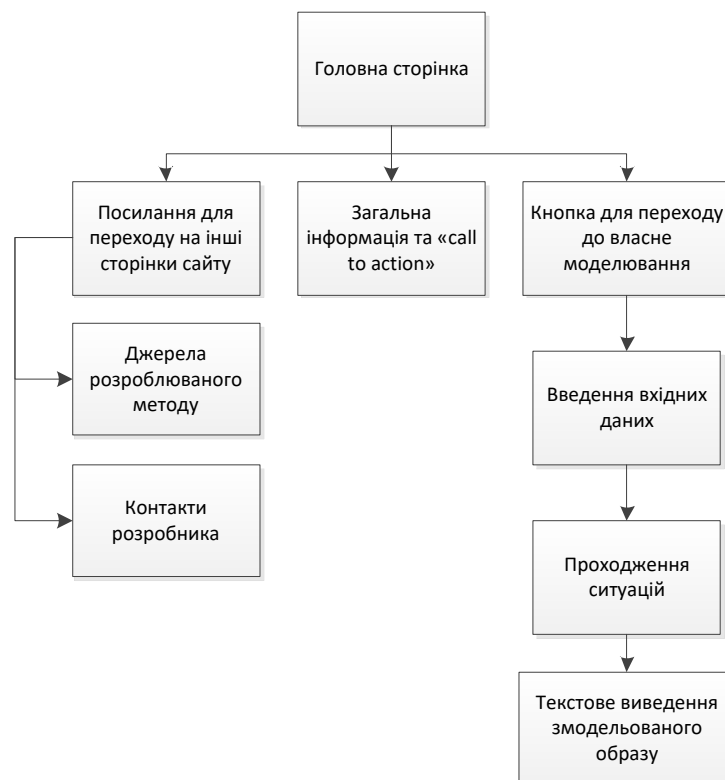 Головна сторінка
Посилання для
переходу на інші
сторінки сайту
Загальна
інформація та «call
to action»
Кнопка для переходу
до власне
моделювання
Джерела
розроблюваного
методу
Введення вхідних
даних
Контакти
розробника
Проходження
ситуацій
Текстове виведення
змодельованого
образу